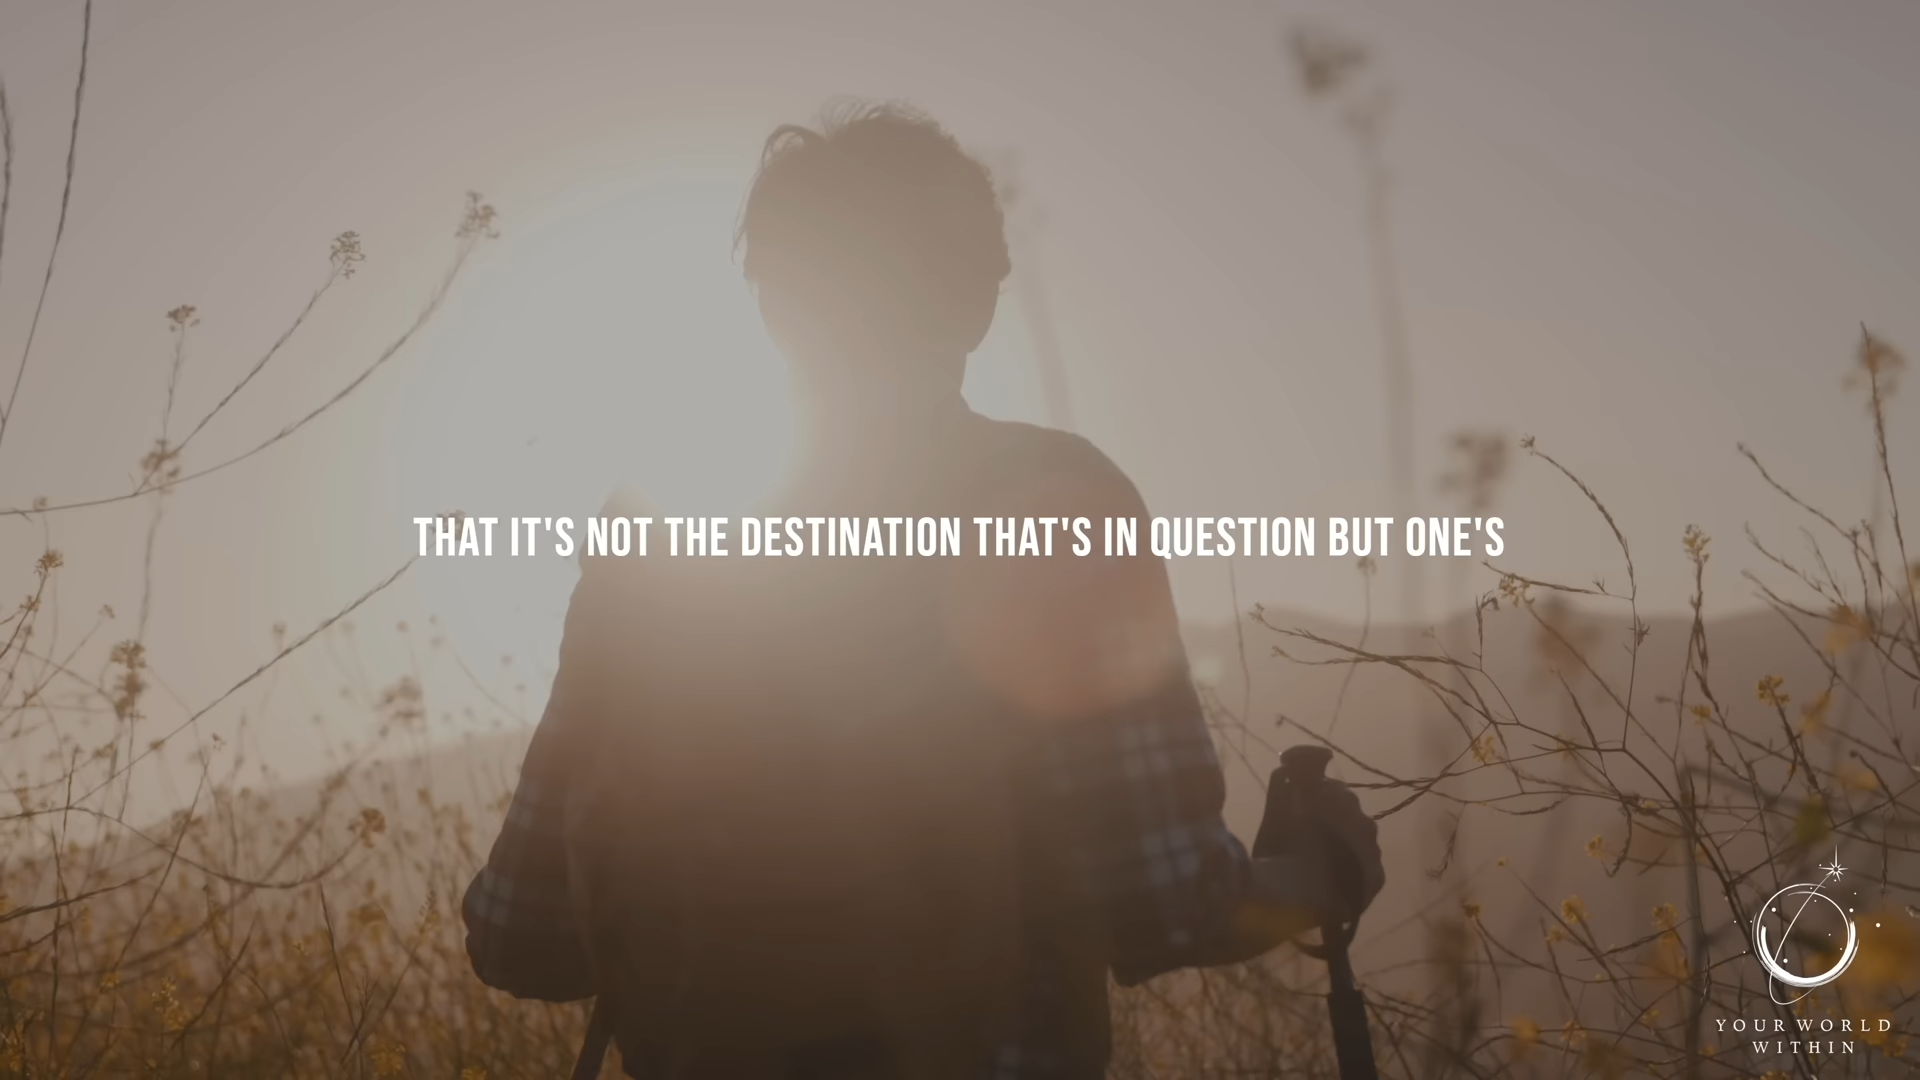 THAT IT'S NOT THE DESTINATION THAT'S IN QUESTION BUT ONE'S
YOUR WORLD
WITHIN